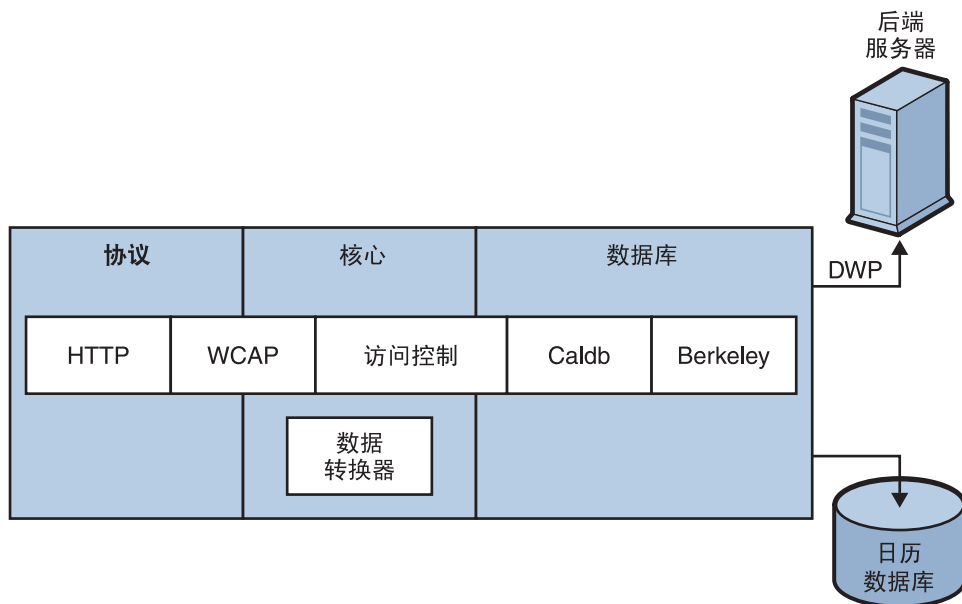 后端
服务器
协议
核心
数据库
DWP
HTTP
WCAP
访问控制
Caldb
Berkeley
数据
转换器
日历
数据库